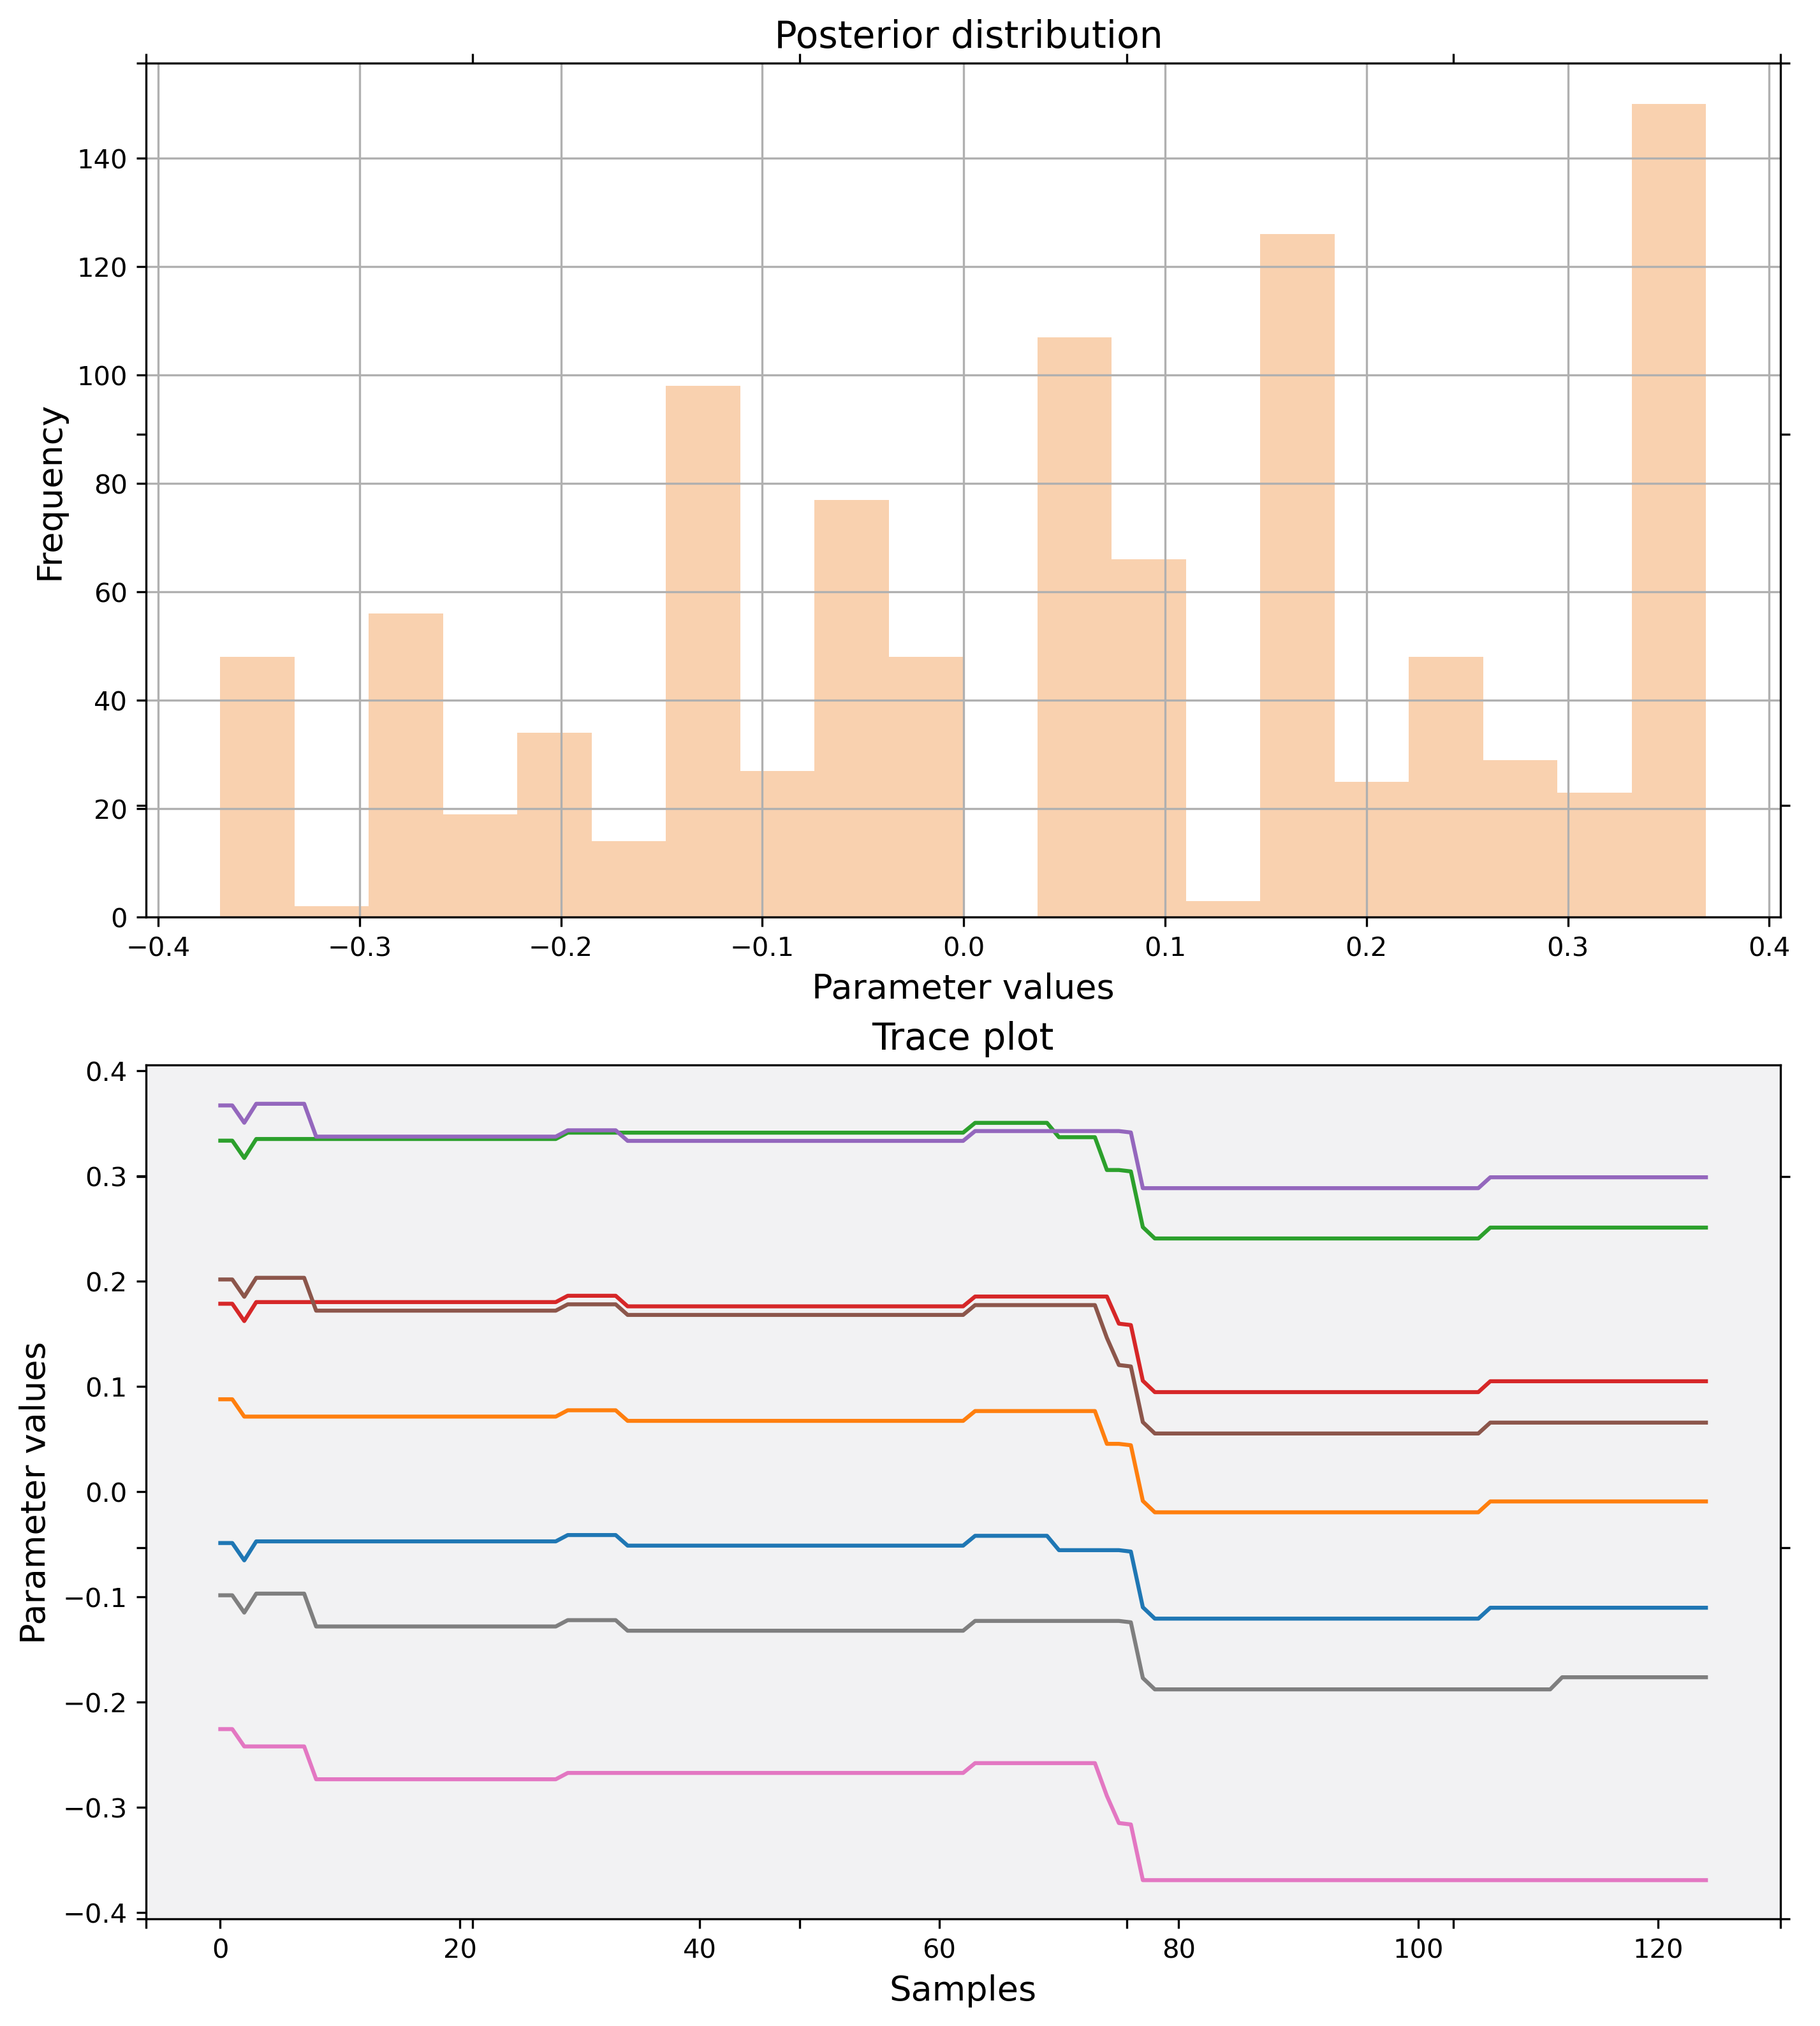 Posterior distribution
140
120
100
80
60
40
20
0
Frequency
−0.4 −0.3 −0.2 −0.1 0.0 0.1 0.2 0.3 0.4
Parameter values
Trace plot
0.4
0.3
0.2
0.1
0.0
−0.1
−0.2
−0.3
−0.4
Parameter values
0 20 40 60 80 100 120
Samples